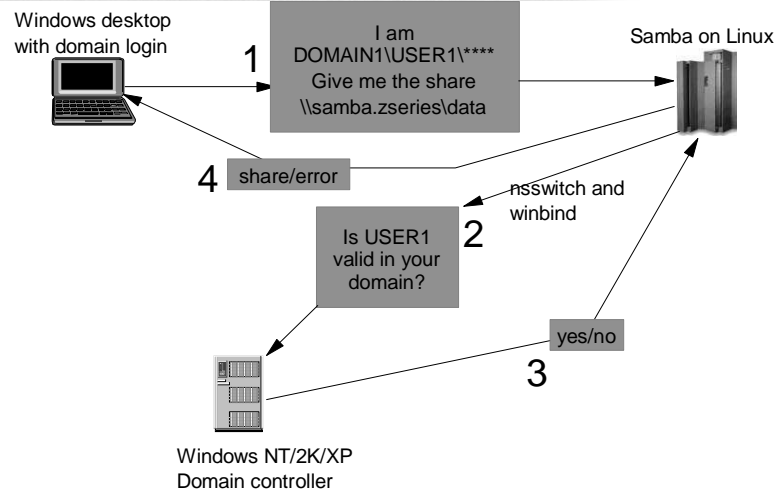 Windows desktop
with domain login
1
I am
DOMAIN1\USER1\****
Give me the share
\\samba.zseries\data
Samba on Linux
4
share/error
nsswitch and
winbind
2
Is USER1
valid in your
domain?
yes/no
3
Windows NT/2K/XP
Domain controller